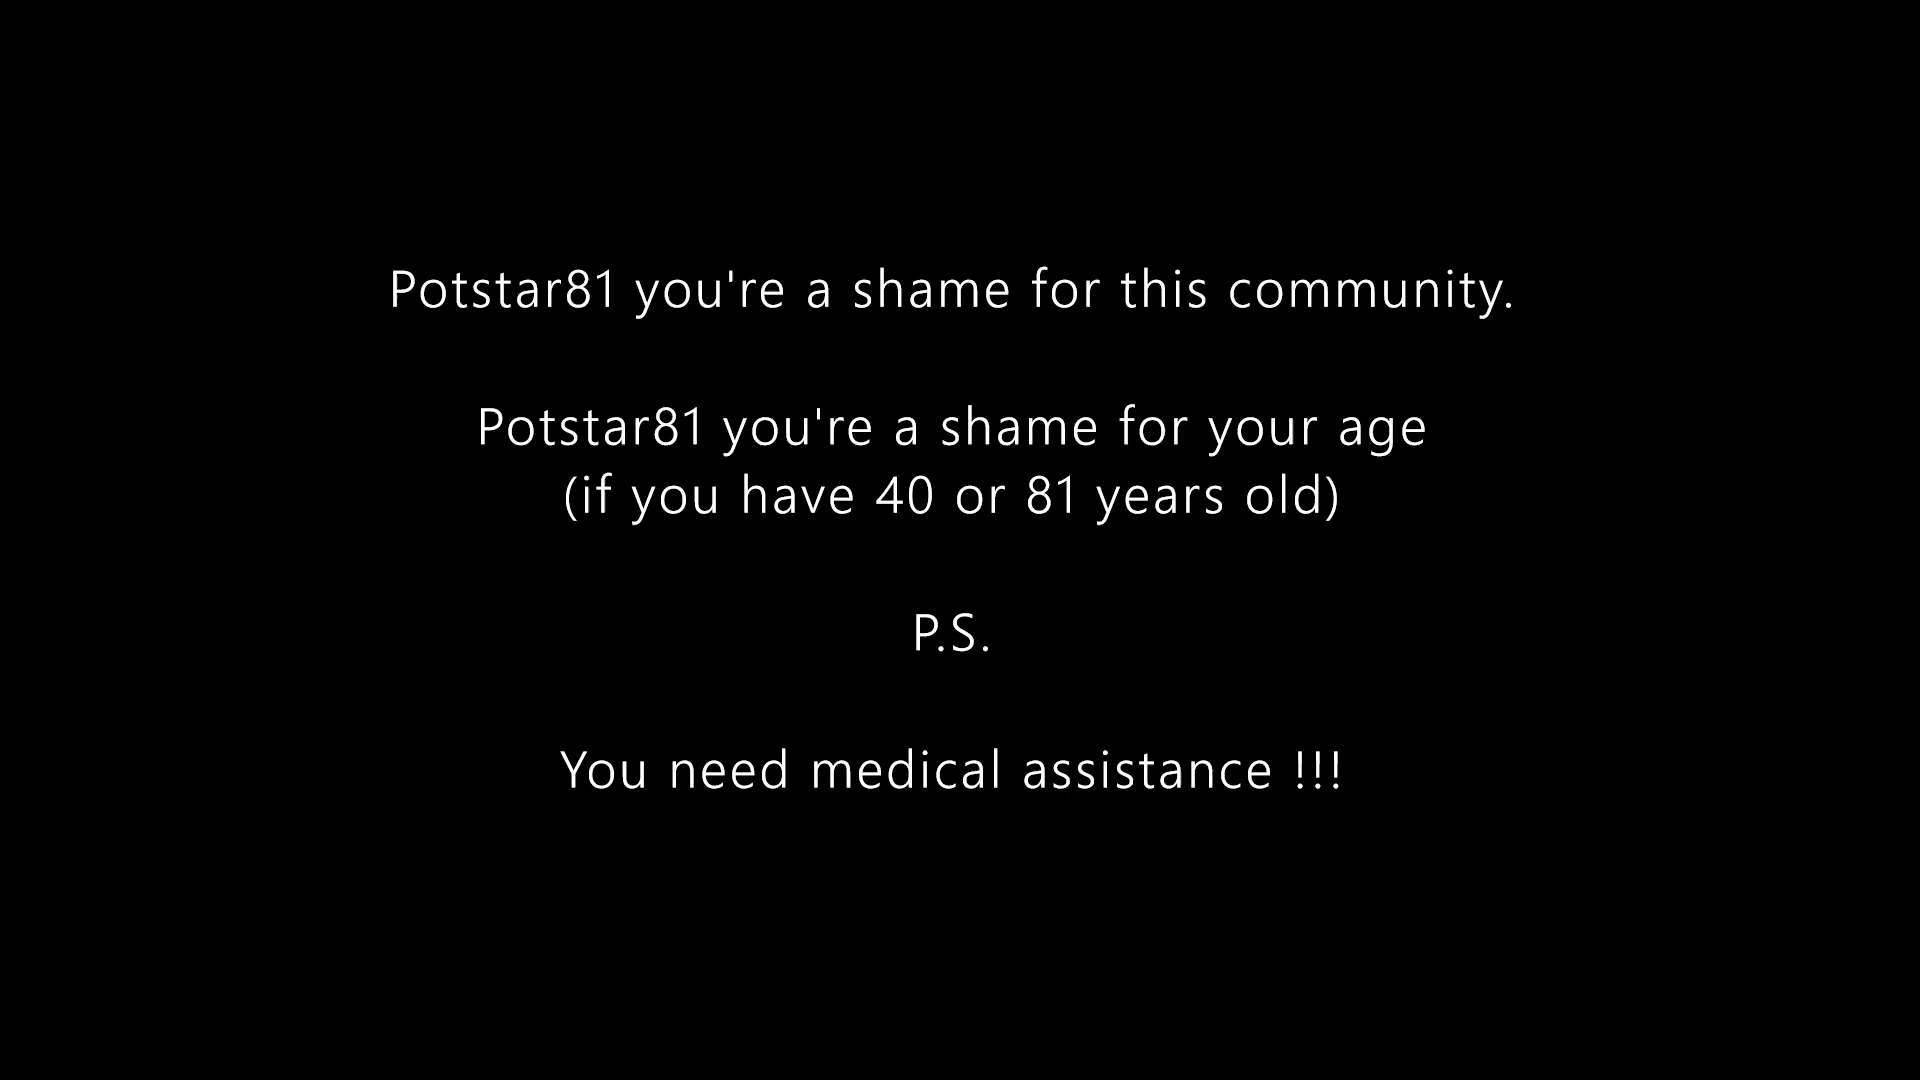 Potstar81 you're a shame for this community.
Potstar81 you're a shame for your age
(if you have 40 or 81 years old)
P.S.
You need medical assistance !!!